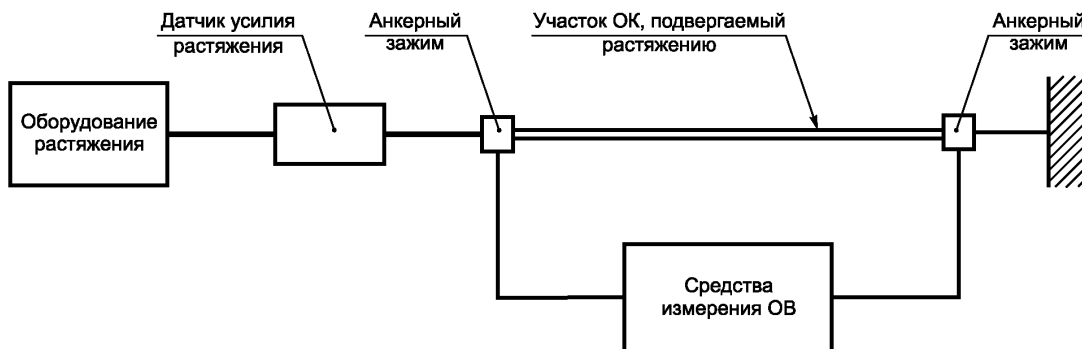 Датчик усилия
растяжения
Анкерный
зажим
Участок ОК, подвергаемый
растяжению
Анкерный
зажим
Оборудование
растяжения
Средства
измерения ОВ